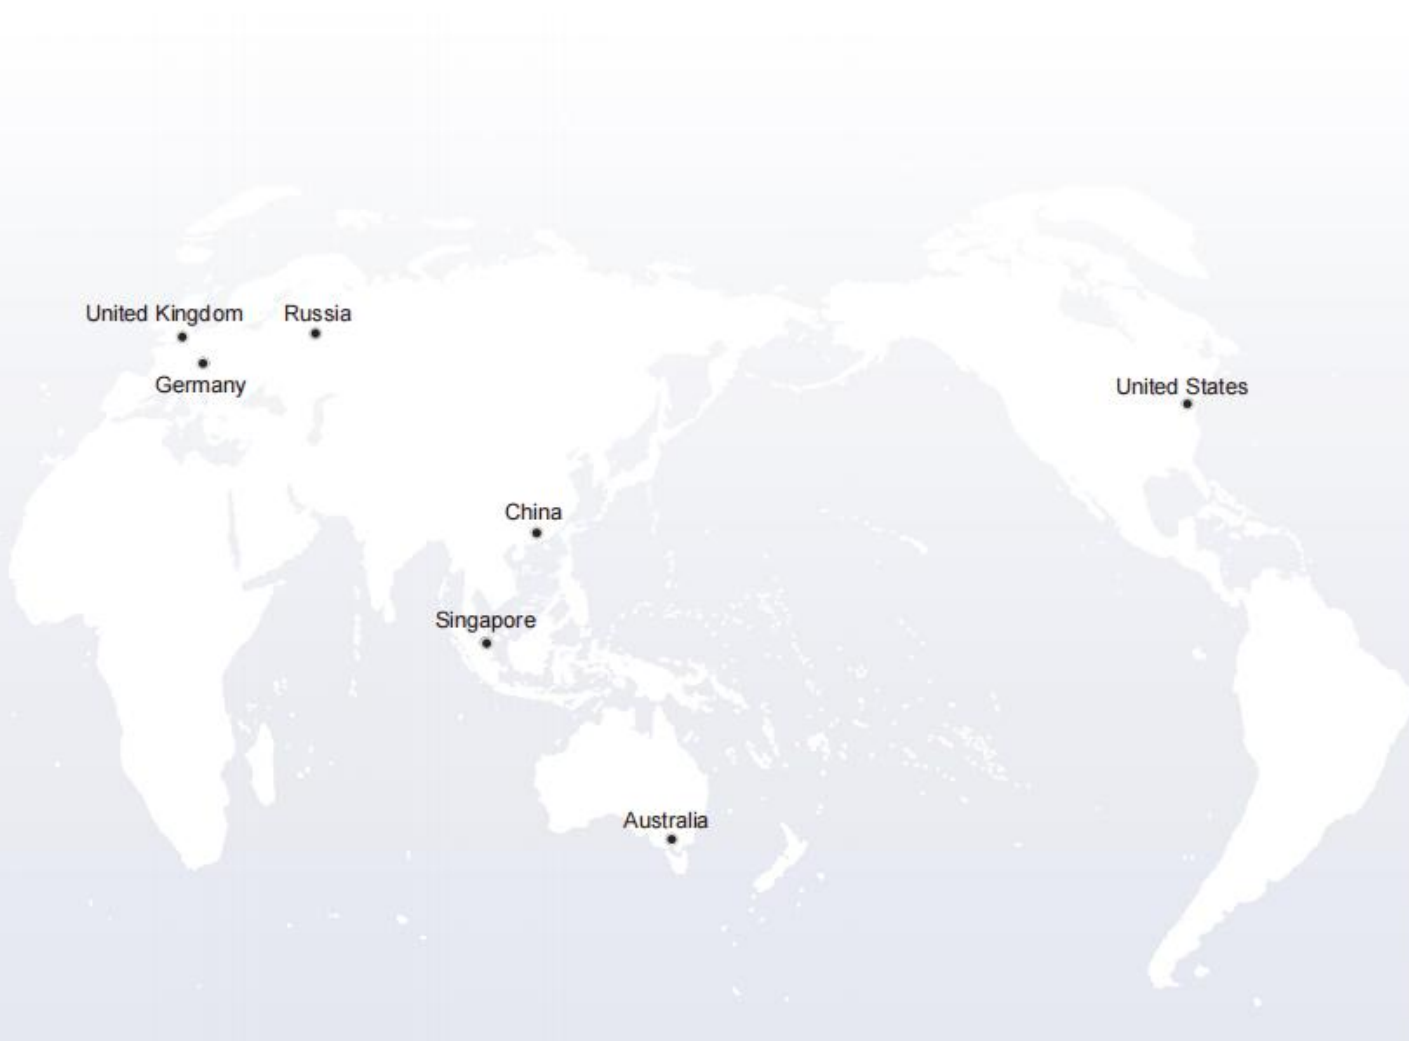 United Kingdom
Russia
Germany
United States
China
Singapore
Australia